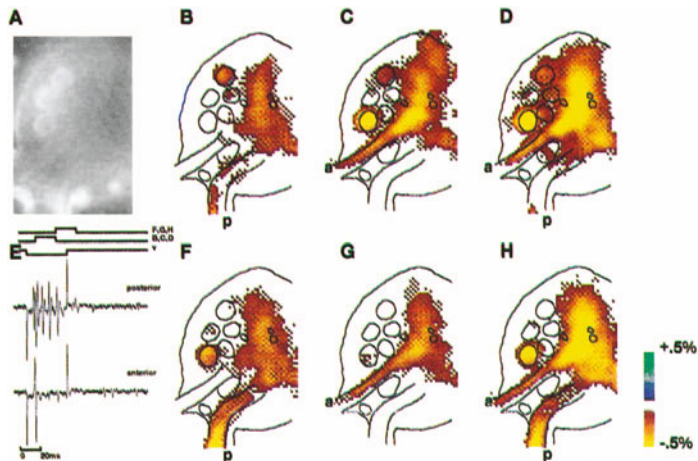 A
B
C
D
a
a
p
F,G,H
B,C,D
V
E
posterior
anterior
0 20ms
F
G
H
p
a
a
p
+.5%
-.5%